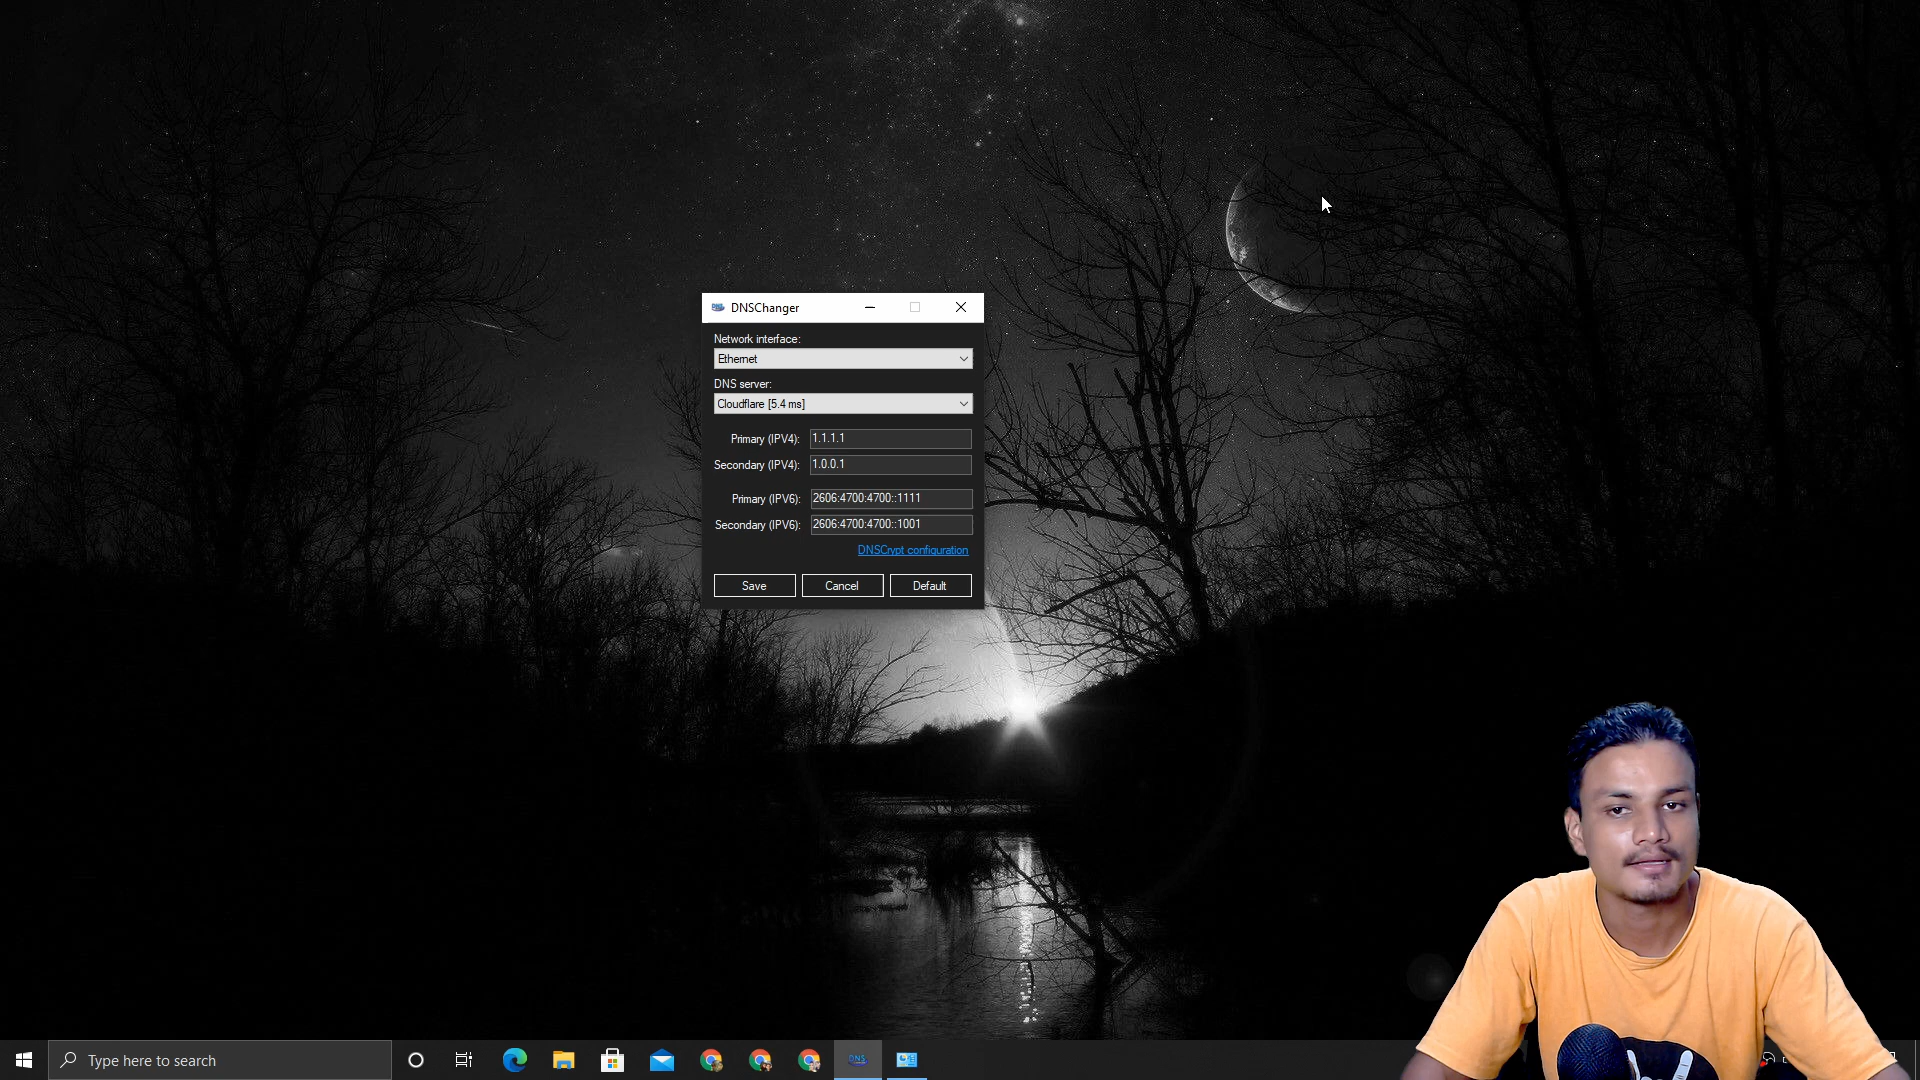 DNSChanger
Network interface:
Ethernet
DNS server:
Cloudflare [5.4 ms]
Primary (IPV4): 1.1.1.1
Secondary (IPV4): 1.0.0.1
Primary (IPV6): 2606:4700:4700::1111
Secondary (IPV6): 2606:4700:4700::1001
DNSCrypt configuration
Save Cancel Default
Type here to search
DNS